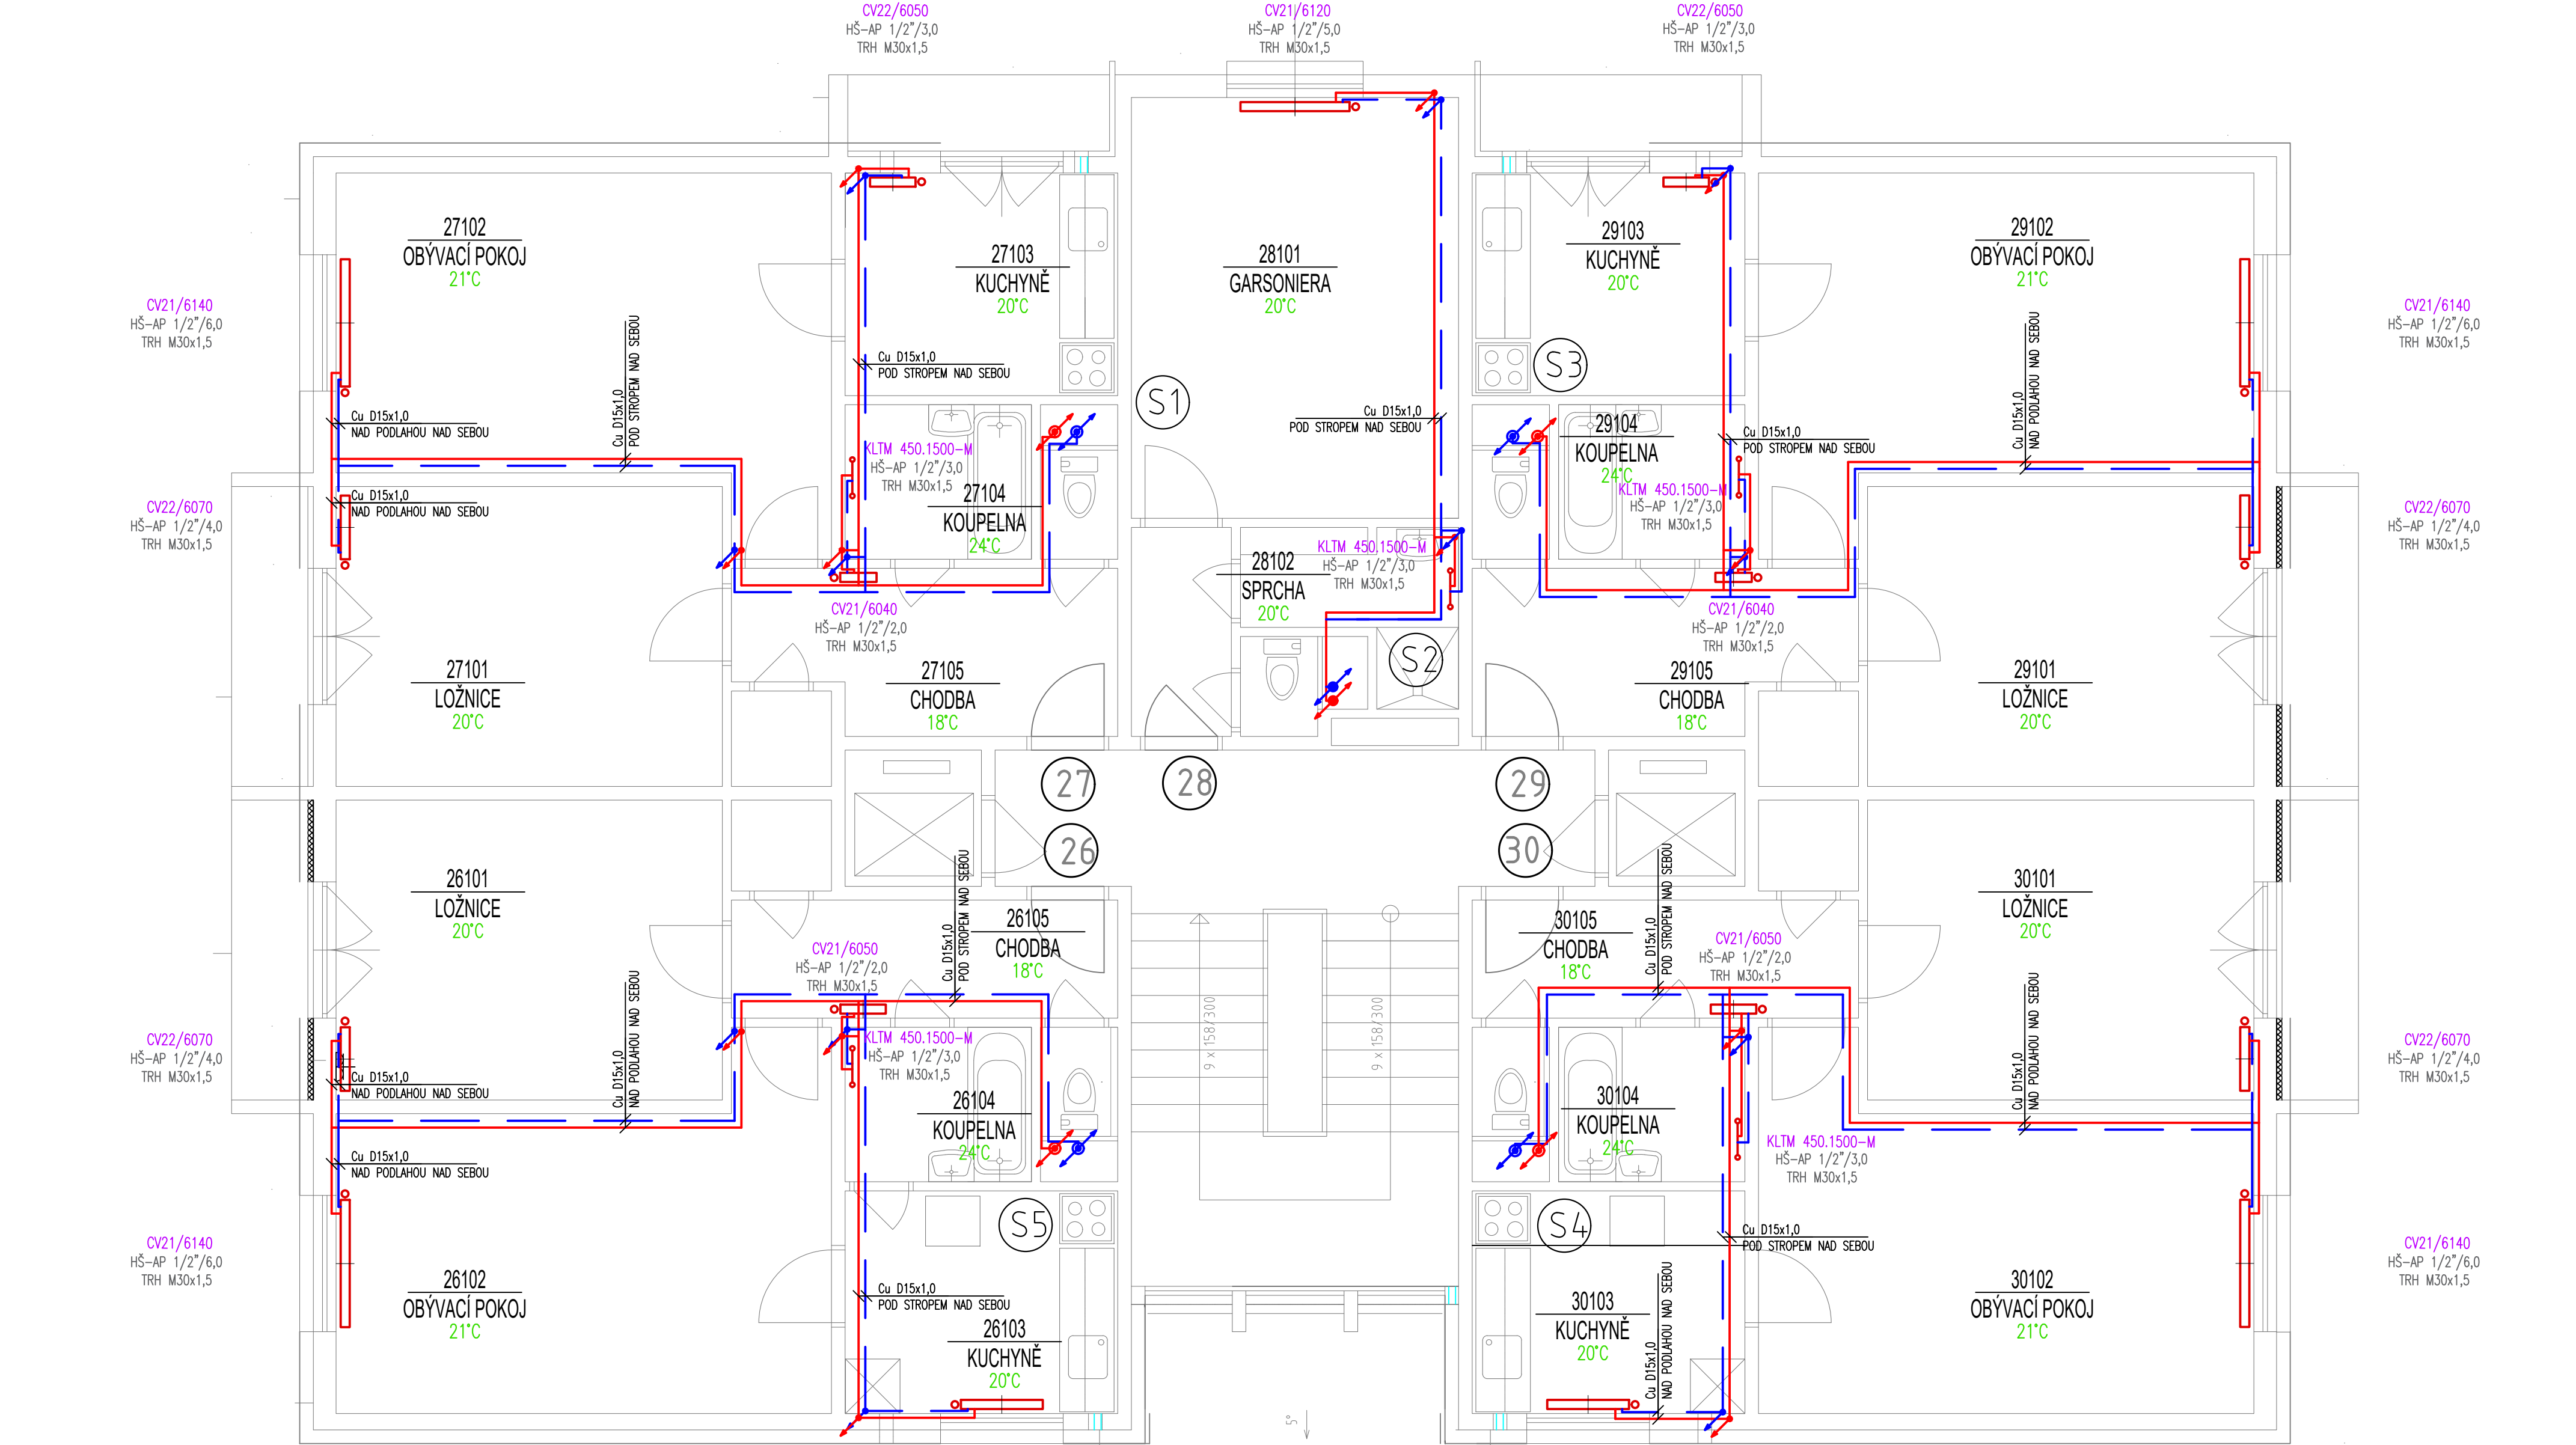 CV22/6050
HŠ-AP 1/2"/3,0
TRH M30x1,5
CV21/6120
HŠ-AP 1/2"/5,0
TRH M30x1,5
CV22/6050
HŠ-AP 1/2"/3,0
TRH M30x1,5
27102
OBÝVACÍ POKOJ
21°C
27103
KUCHYNĚ
20°C
28101
GARSONIERA
20°C
29103
KUCHYNĚ
20°C
29102
OBÝVACÍ POKOJ
21°C
CV21/6140
HŠ-AP 1/2"/6,0
TRH M30x1,5
CV21/6140
HŠ-AP 1/2"/6,0
TRH M30x1,5
Cu D15x1,0
POD STROPEM NAD SEBOU
Cu D15x1,0
POD STROPEM NAD SEBOU
S1
S3
Cu D15x1,0
NAD PODLAHOU NAD SEBOU
Cu D15x1,0
NAD PODLAHOU NAD SEBOU
Cu D15x1,0
POD STROPEM NAD SEBOU
29104
KOUPELNA
24°C
Cu D15x1,0
POD STROPEM NAD SEBOU
KLTM 450.1500-M
HŠ-AP 1/2"/3,0
TRH M30x1,5
27104
KOUPELNA
24°C
KLTM 450.1500-M
HŠ-AP 1/2"/3,0
TRH M30x1,5
CV22/6070
HŠ-AP 1/2"/4,0
TRH M30x1,5
Cu D15x1,0
NAD PODLAHOU NAD SEBOU
CV22/6070
HŠ-AP 1/2"/4,0
TRH M30x1,5
KLTM 450.1500-M
HŠ-AP 1/2"/3,0
TRH M30x1,5
28102
SPRCHA
20°C
CV21/6040
HŠ-AP 1/2"/2,0
TRH M30x1,5
CV21/6040
HŠ-AP 1/2"/2,0
TRH M30x1,5
S2
27101
LOŽNICE
20°C
27105
CHODBA
18°C
29105
CHODBA
18°C
29101
LOŽNICE
20°C
27
28
29
26
30
26101
LOŽNICE
20°C
Cu D15x1,0
POD STROPEM NAD SEBOU
26105
CHODBA
18°C
30105
CHODBA
18°C
Cu D15x1,0
POD STROPEM NAD SEBOU
30101
LOŽNICE
20°C
CV21/6050
HŠ-AP 1/2"/2,0
TRH M30x1,5
CV21/6050
HŠ-AP 1/2"/2,0
TRH M30x1,5
9 x 158/300
9 x 158/300
CV22/6070
HŠ-AP 1/2"/4,0
TRH M30x1,5
Cu D15x1,0
NAD PODLAHOU NAD SEBOU
Cu D15x1,0
NAD PODLAHOU NAD SEBOU
KLTM 450.1500-M
HŠ-AP 1/2"/3,0
TRH M30x1,5
26104
KOUPELNA
24°C
30104
KOUPELNA
24°C
KLTM 450.1500-M
HŠ-AP 1/2"/3,0
TRH M30x1,5
Cu D15x1,0
NAD PODLAHOU NAD SEBOU
CV22/6070
HŠ-AP 1/2"/4,0
TRH M30x1,5
Cu D15x1,0
NAD PODLAHOU NAD SEBOU
S5
S4
Cu D15x1,0
POD STROPEM NAD SEBOU
CV21/6140
HŠ-AP 1/2"/6,0
TRH M30x1,5
26102
OBÝVACÍ POKOJ
21°C
Cu D15x1,0
POD STROPEM NAD SEBOU
26103
KUCHYNĚ
20°C
30103
KUCHYNĚ
20°C
Cu D15x1,0
NAD PODLAHOU NAD SEBOU
30102
OBÝVACÍ POKOJ
21°C
CV21/6140
HŠ-AP 1/2"/6,0
TRH M30x1,5
5°